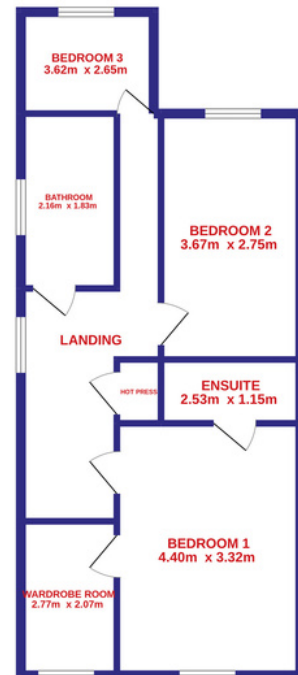 BEDROOM 3
3.62m x 2.65m
BATHROOM
2.16m x 1.83m
BEDROOM 2
3.67m x 2.75m
LANDING
HOT PRESS
ENSUITE
2.53m x 1.15m
BEDROOM 1
4.40m x 3.32m
WARDROBE ROOM
2.77m x 2.07m